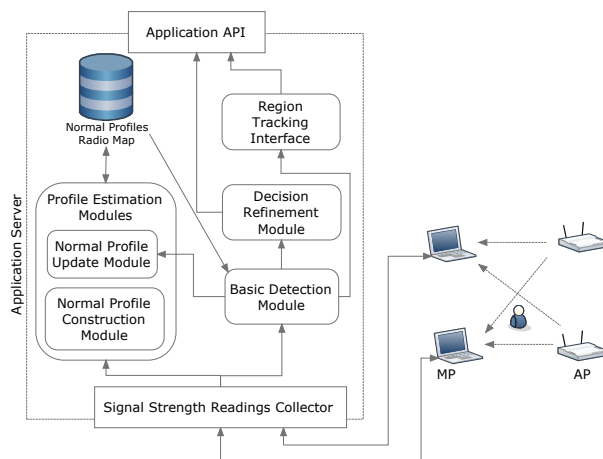 Application API
Normal Profiles
Radio Map
Region
Tracking
Interface
Application Server
Profile Estimation
Modules
Decision
Refinement
Module
Normal Profile
Update Module
Basic Detection
Module
Normal Profile
Construction
Module
Signal Strength Readings Collector
MP
AP